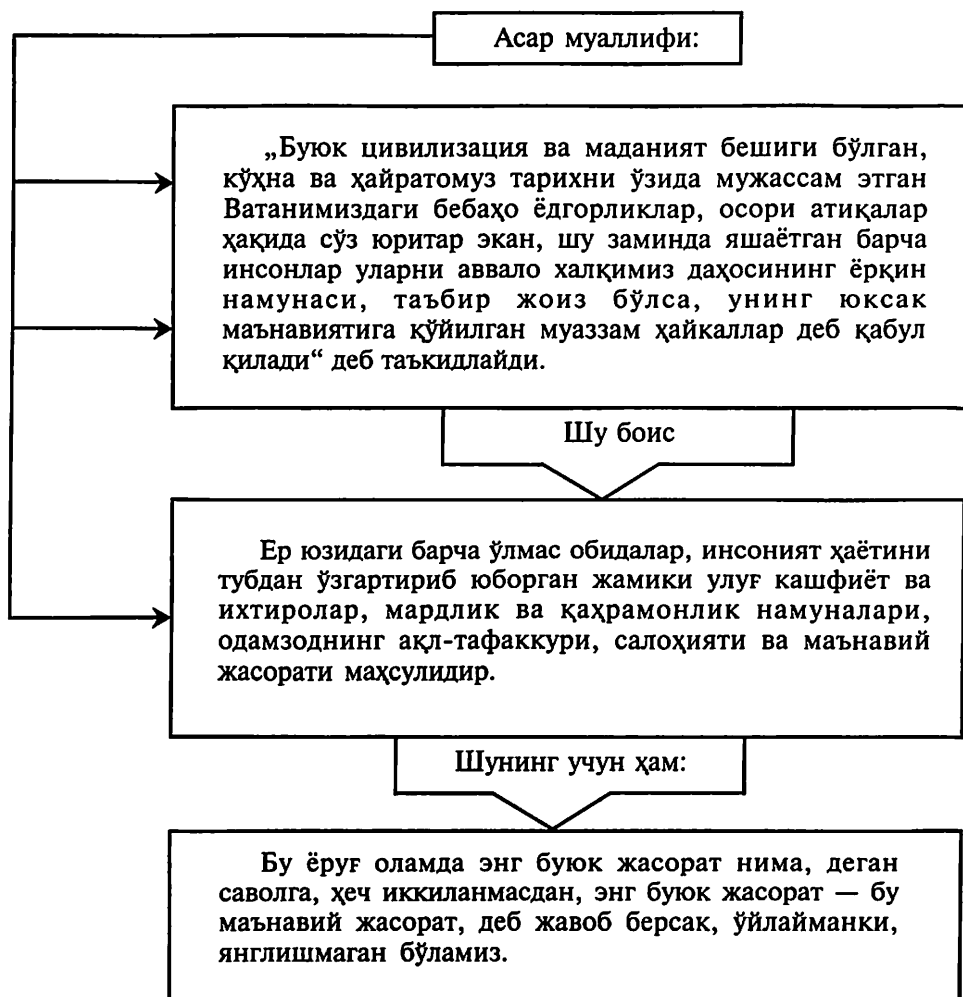 Асар муаллифи:
„Буюк цивилизация ва маданият бешиги бўлган,
кўҳна ва ҳайратомуз тарихни ўзида мужассам этган
Ватанимиздаги бебаҳо ёдгорликлар, осори атиқалар
ҳақида сўз юритар экан, шу заминда яшаётган барча
инсонлар уларни аввало халқимиз даҳосининг ёрқин
намунаси, таъбир жоиз бўлса, унинг юксак
маънавиятига қўйилган муаззам ҳайкаллар деб қабул
қилади“ деб таъкидлайди.
Шу боис
Ер юзидаги барча ўлмас обидалар, инсоният ҳаётини
тубдан ўзгартириб юборган жамики улуғ кашфиёт ва
ихтиролар, мардлик ва қаҳрамонлик намуналари,
одамзоднинг ақл-тафаккури, салоҳияти ва маънавий
жасорати маҳсулидир.
Шунинг учун ҳам:
Бу ёруғ оламда энг буюк жасорат нима, деган
саволга, ҳеч иккиланмасдан, энг буюк жасорат — бу
маънавий жасорат, деб жавоб берсак, ўйлайманки,
янглишмаган бўламиз.